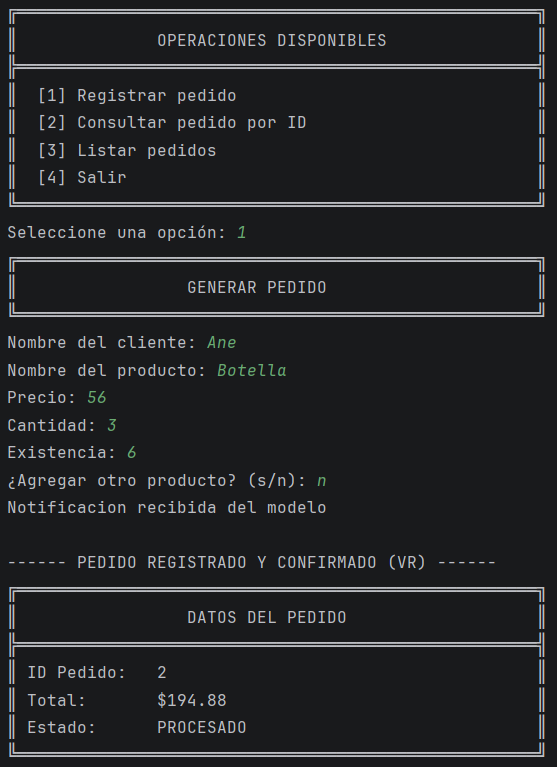 OPERACIONES DISPONIBLES
[1] Registrar pedido
[2] Consultar pedido por ID
[3] Listar pedidos
[4] Salir
Seleccione una opción: 1
GENERAR PEDIDO
Nombre del cliente: Ane
Nombre del producto: Botella
Precio: 56
Cantidad: 3
Existencia: 6
¿Agregar otro producto? (s/n): n
Notificacion recibida del modelo
------ PEDIDO REGISTRADO Y CONFIRMADO (VR) ------
DATOS DEL PEDIDO
ID Pedido: 2
Total: $194.88
Estado: PROCESADO